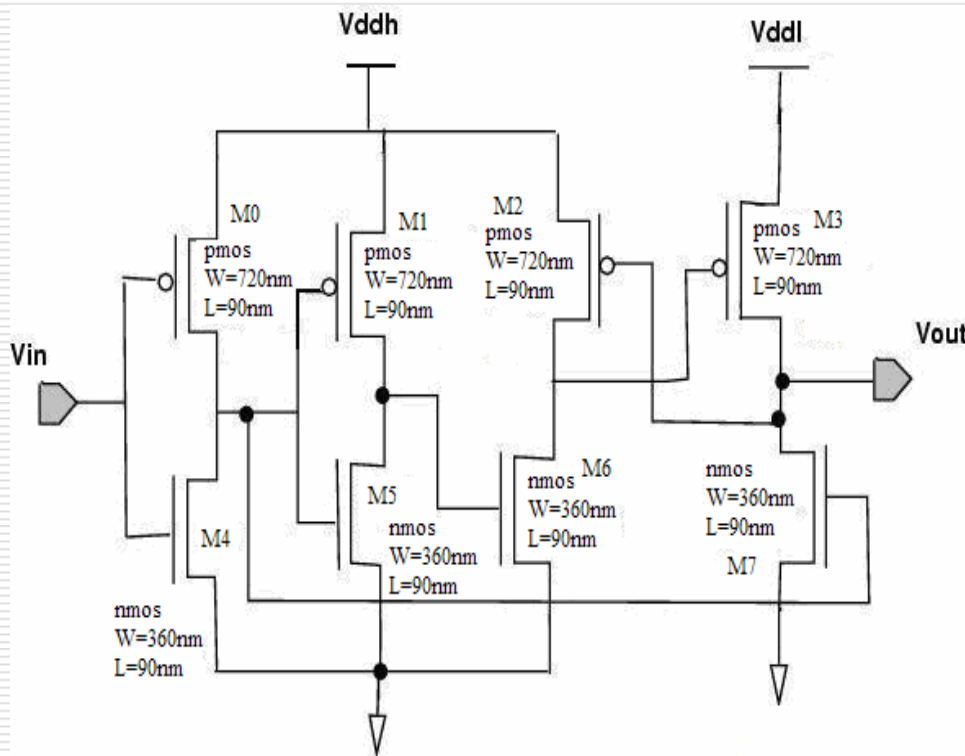 Vddh
Vddl
M0
pmos
W=720nm
L=90nm
M1
pmos
W=720nm
L=90nm
M2
pmos
W=720nm
L=90nm
M3
pmos
W=720nm
L=90nm
Vin
Vout
M4
nmos
W=360nm
L=90nm
M5
nmos
W=360nm
L=90nm
M6
nmos
W=360nm
L=90nm
nmos
W=360nm
L=90nm
M7